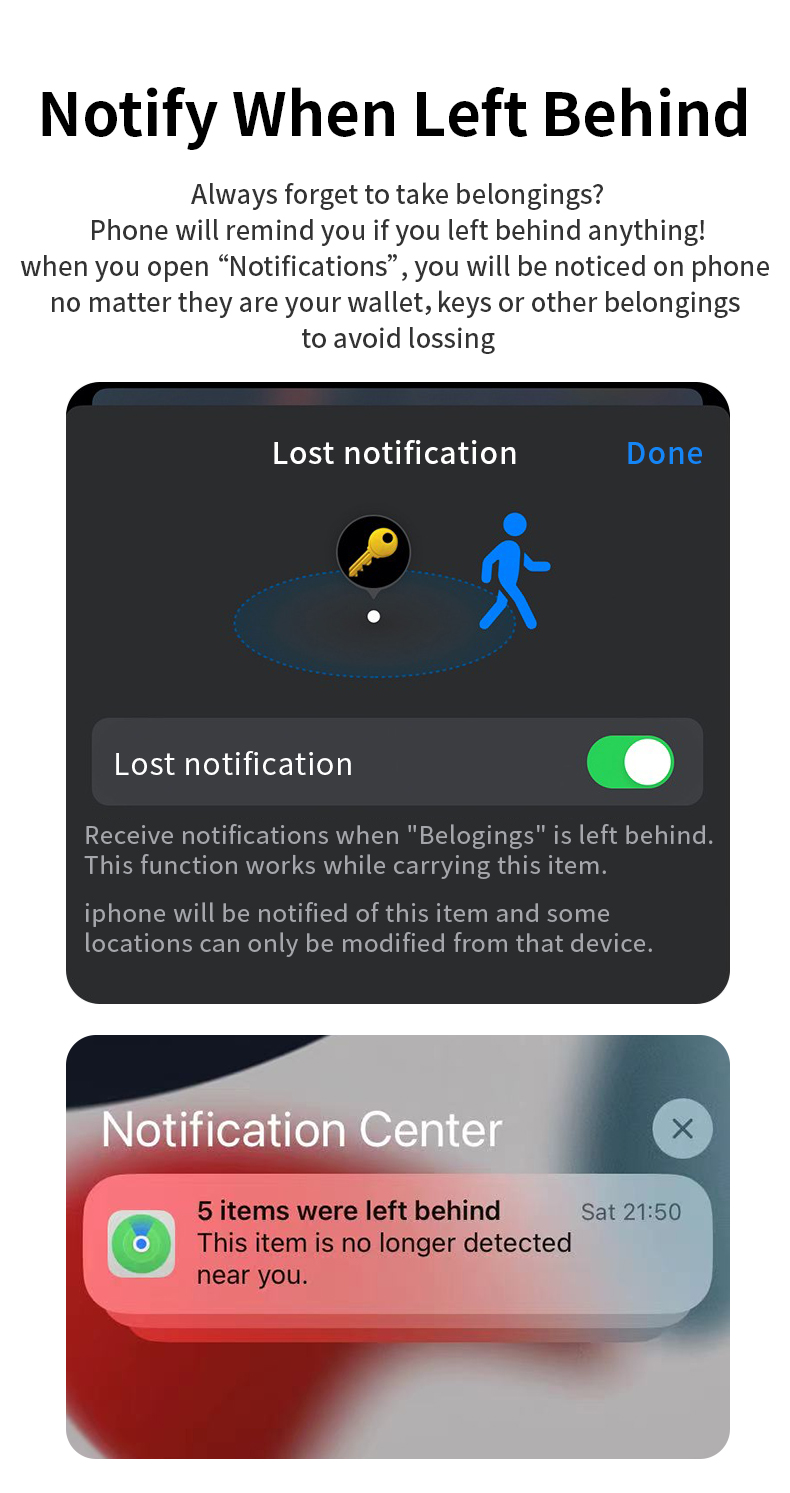 Notify When Left Behind
Always forget to take belongings?
Phone will remind you if you left behind anything!
when you open “Notifications”, you will be noticed on phone
no matter they are your wallet, keys or other belongings
to avoid lossing
Lost notification
Done
Lost notification
Receive notifications when "Belogings" is left behind.
This function works while carrying this item.
iphone will be notified of this item and some
locations can only be modified from that device.
Notification Center
5 items were left behind
Sat 21:50
This item is no longer detected
near you.